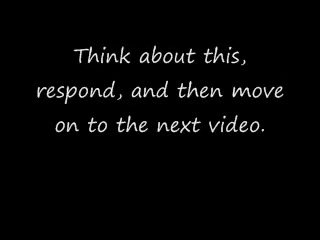 Think about this,
respond, and then move
on to the next video.